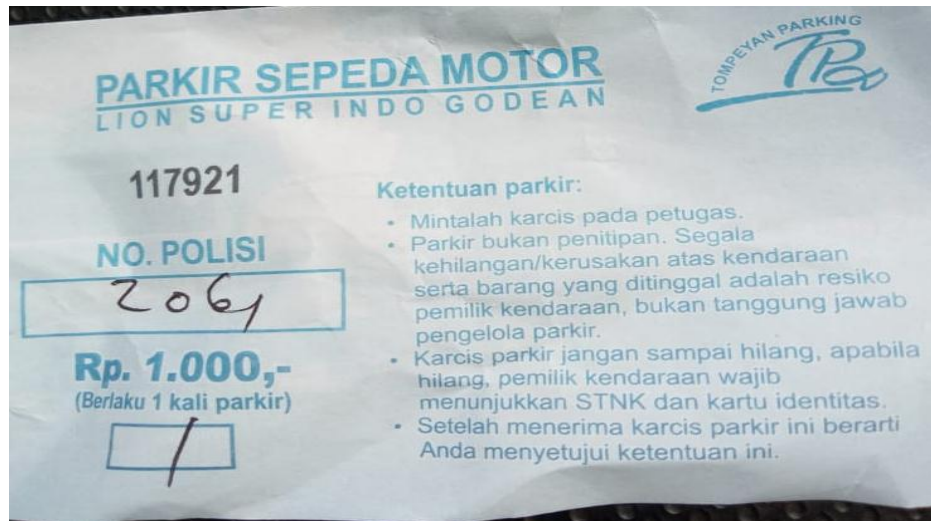 PARKIR SEPEDA MOTOR
LION SUPER INDO GODEAN
TOMPEYAN PARKING
TP
117921
NO. POLISI
2061
Rp. 1.000,-
(Berlaku 1 kali parkir)
/
Ketentuan parkir:
• Mintalah karcis pada petugas.
• Parkir bukan penitipan. Segala
kehilangan/kerusakan atas kendaraan
serta barang yang ditinggal adalah resiko
pemilik kendaraan, bukan tanggung jawab
pengelola parkir.
• Karcis parkir jangan sampai hilang, apabila
hilang, pemilik kendaraan wajib
menunjukkan STNK dan kartu identitas.
• Setelah menerima karcis parkir ini berarti
Anda menyetujui ketentuan ini.